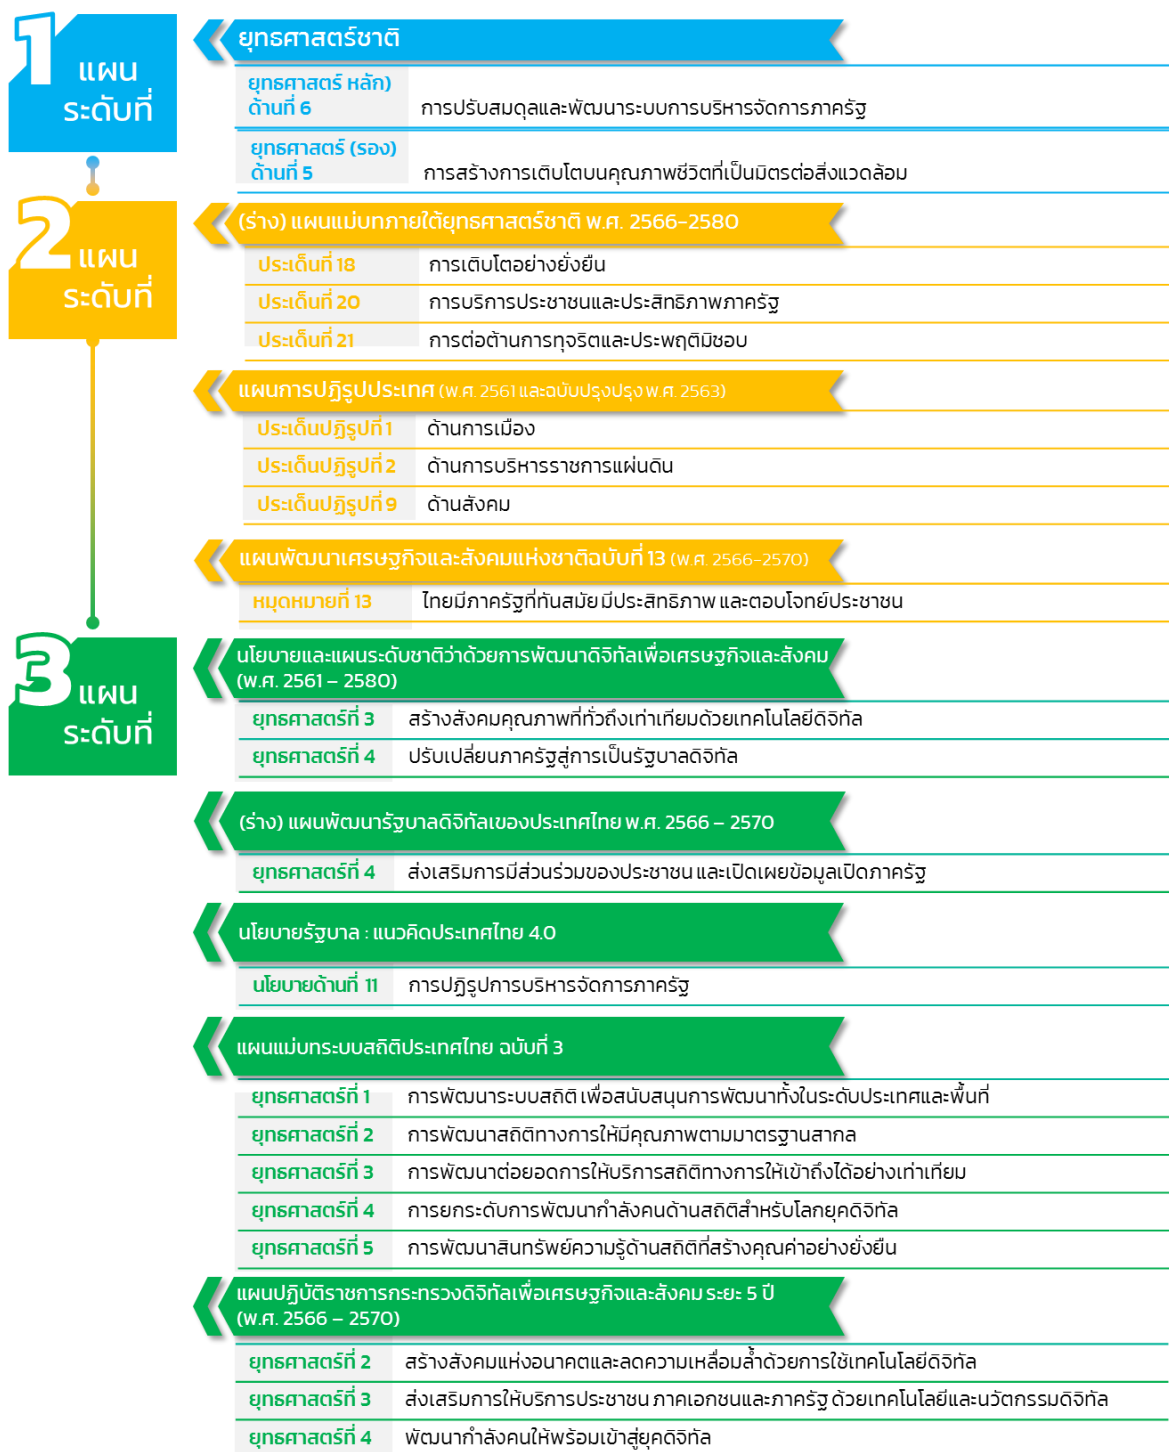 1
แผน
ระดับที่
ยุทธศาสตร์ชาติ
ยุทธศาสตร์ หลัก)
ด้านที่ 6 การปรับสมดุลและพัฒนาระบบการบริหารจัดการภาครัฐ
ยุทธศาสตร์ (รอง)
ด้านที่ 5 การสร้างการเติบโตบนคุณภาพชีวิตที่เป็นมิตรต่อสิ่งแวดล้อม
2
แผน
ระดับที่
(ร่าง) แผนแม่บทภายใต้ยุทธศาสตร์ชาติ พ.ศ. 2566-2580
ประเด็นที่ 18 การเติบโตอย่างยั่งยืน
ประเด็นที่ 20 การบริการประชาชนและประสิทธิภาพภาครัฐ
ประเด็นที่ 21 การต่อต้านการทุจริตและประพฤติมิชอบ
แผนการปฏิรูปประเทศ (พ.ศ. 2561 และฉบับปรุงปรุง พ.ศ. 2563)
ประเด็นปฏิรูปที่ 1 ด้านการเมือง
ประเด็นปฏิรูปที่ 2 ด้านการบริหารราชการแผ่นดิน
ประเด็นปฏิรูปที่ 9 ด้านสังคม
แผนพัฒนาเศรษฐกิจและสังคมแห่งชาติฉบับที่ 13 (พ.ศ. 2566-2570)
หมุดหมายที่ 13 ไทยมีภาครัฐที่ทันสมัย มีประสิทธิภาพ และตอบโจทย์ประชาชน
3
แผน
ระดับที่
นโยบายและแผนระดับชาติว่าด้วยการพัฒนาดิจิทัลเพื่อเศรษฐกิจและสังคม
(พ.ศ. 2561 – 2580)
ยุทธศาสตร์ที่ 3 สร้างสังคมคุณภาพที่ทั่วถึงเท่าเทียมด้วยเทคโนโลยีดิจิทัล
ยุทธศาสตร์ที่ 4 ปรับเปลี่ยนภาครัฐสู่การเป็นรัฐบาลดิจิทัล
(ร่าง) แผนพัฒนารัฐบาลดิจิทัลเของประเทศไทย พ.ศ. 2566 – 2570
ยุทธศาสตร์ที่ 4 ส่งเสริมการมีส่วนร่วมของประชาชน และเปิดเผยข้อมูลเปิดภาครัฐ
นโยบายรัฐบาล : แนวคิดประเทศไทย 4.0
นโยบายด้านที่ 11 การปฏิรูปการบริหารจัดการภาครัฐ
แผนแม่บทระบบสถิติประเทศไทย ฉบับที่ 3
ยุทธศาสตร์ที่ 1 การพัฒนาระบบสถิติ เพื่อสนับสนุนการพัฒนาทั้งในระดับประเทศและพื้นที่
ยุทธศาสตร์ที่ 2 การพัฒนาสถิติทางการให้มีคุณภาพตามมาตรฐานสากล
ยุทธศาสตร์ที่ 3 การพัฒนาต่อยอดการให้บริการสถิติทางการให้เข้าถึงได้อย่างเท่าเทียม
ยุทธศาสตร์ที่ 4 การยกระดับการพัฒนากำลังคนด้านสถิติสำหรับโลกยุคดิจิทัล
ยุทธศาสตร์ที่ 5 การพัฒนาสินทรัพย์ความรู้ด้านสถิติที่สร้างคุณค่าอย่างยั่งยืน
แผนปฏิบัติราชการกระทรวงดิจิทัลเพื่อเศรษฐกิจและสังคม ระยะ 5 ปี
(พ.ศ. 2566 – 2570)
ยุทธศาสตร์ที่ 2 สร้างสังคมแห่งอนาคตและลดความเหลื่อมล้ำด้วยการใช้เทคโนโลยีดิจิทัล
ยุทธศาสตร์ที่ 3 ส่งเสริมการให้บริการประชาชน ภาคเอกชนและภาครัฐ ด้วยเทคโนโลยีและนวัตกรรมดิจิทัล
ยุทธศาสตร์ที่ 4 พัฒนากำลังคนให้พร้อมเข้าสู่ยุคดิจิทัล